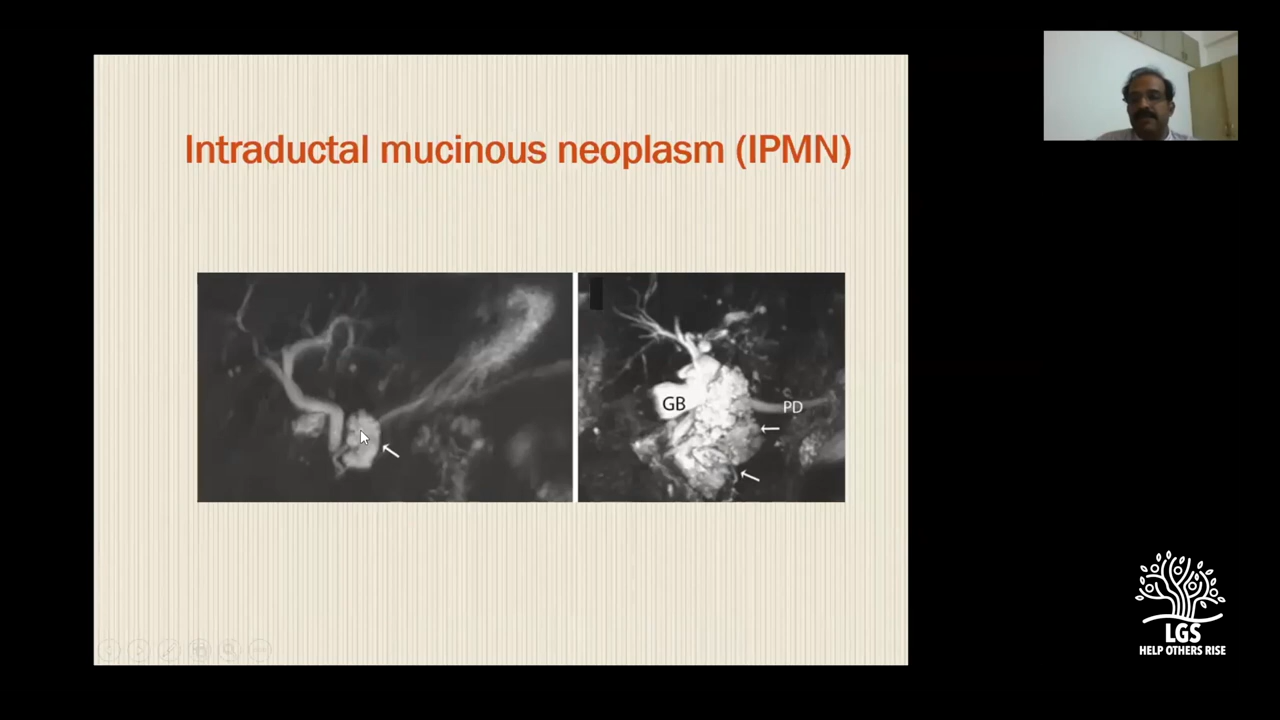 Intraductal mucinous neoplasm (IPMN)
GB
PD
LGS
HELP OTHERS RISE